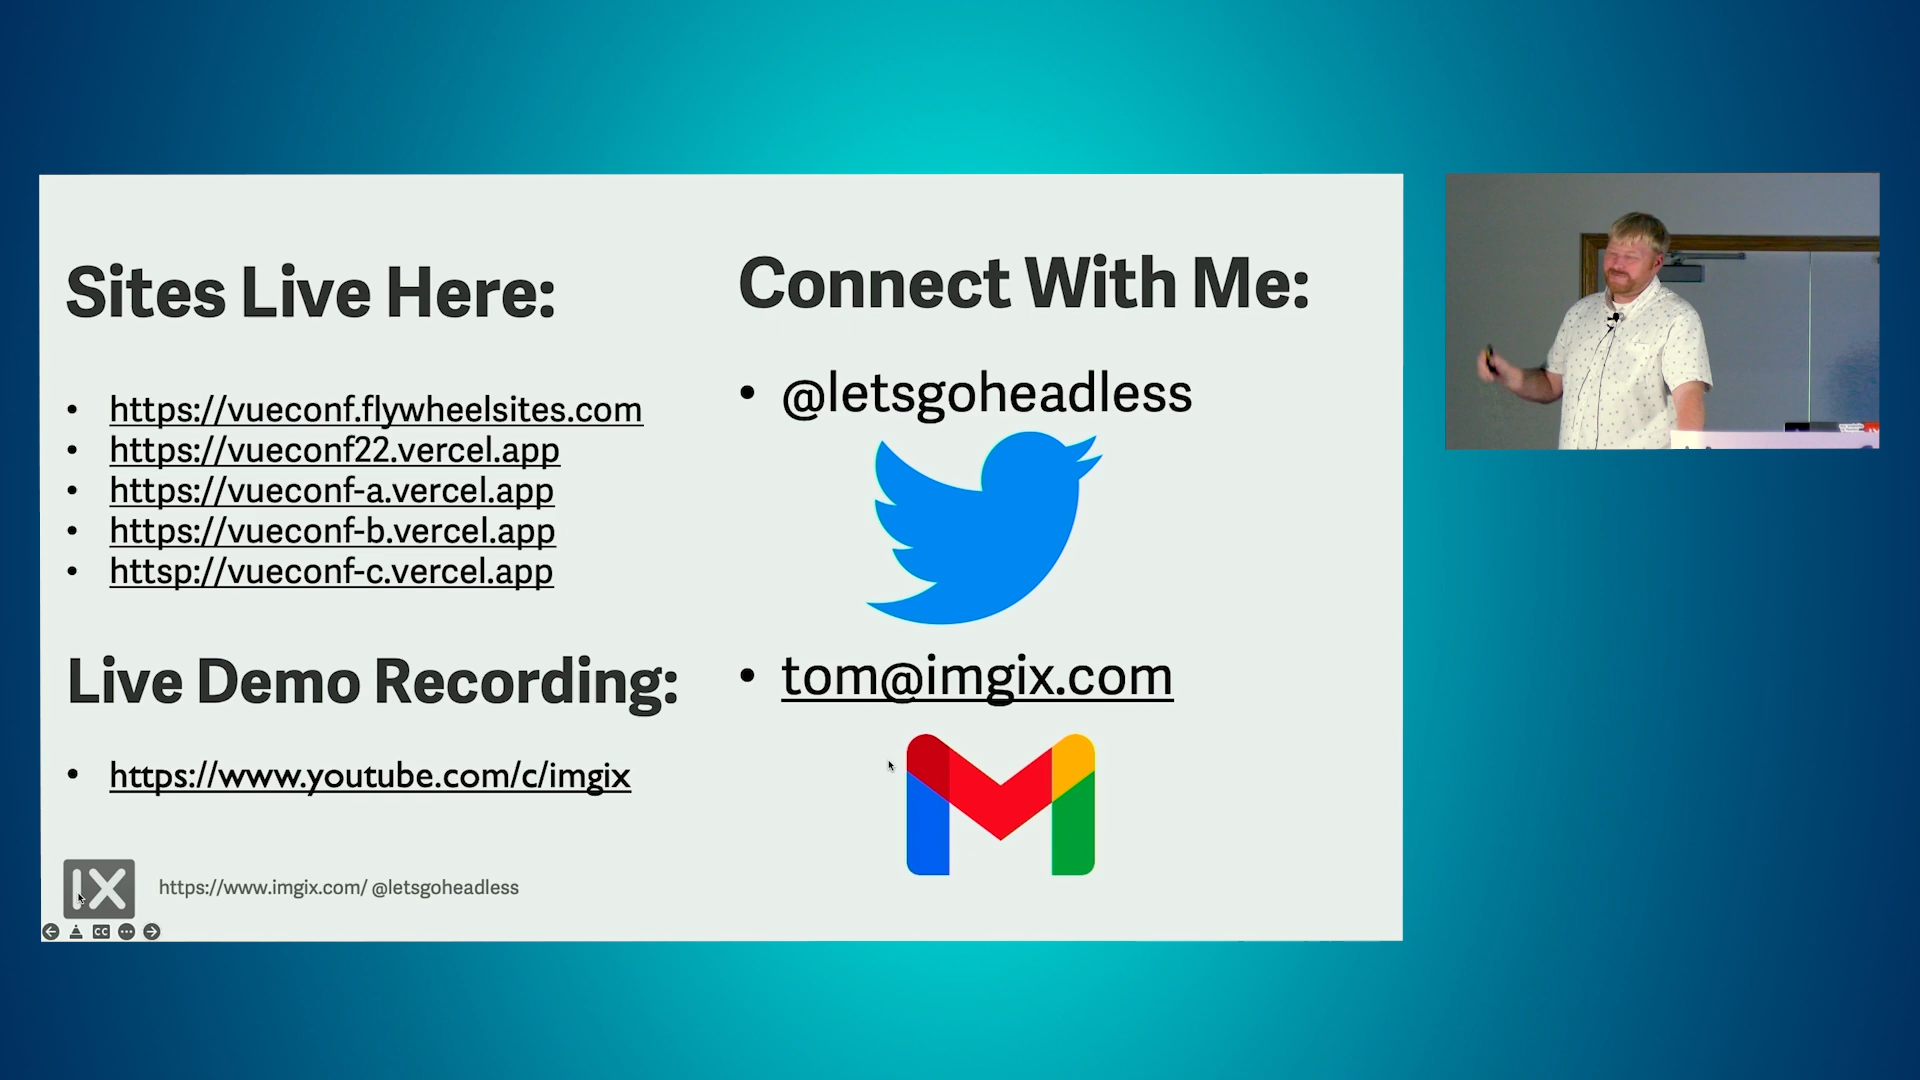 Sites Live Here:
https://vueconf.flywheelsites.com
https://vueconf22.vercel.app
https://vueconf-a.vercel.app
https://vueconf-b.vercel.app
httsp://vueconf-c.vercel.app
Live Demo Recording:
https://www.youtube.com/c/imgix
Connect With Me:
@letsgoheadless
tom@imgix.com
IX
https://www.imgix.com/ @letsgoheadless
CC